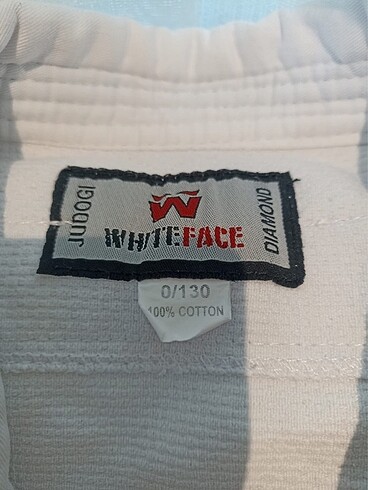 JUDOGI
W
WHITEFACE
DIAMOND
0/130
100% COTTON